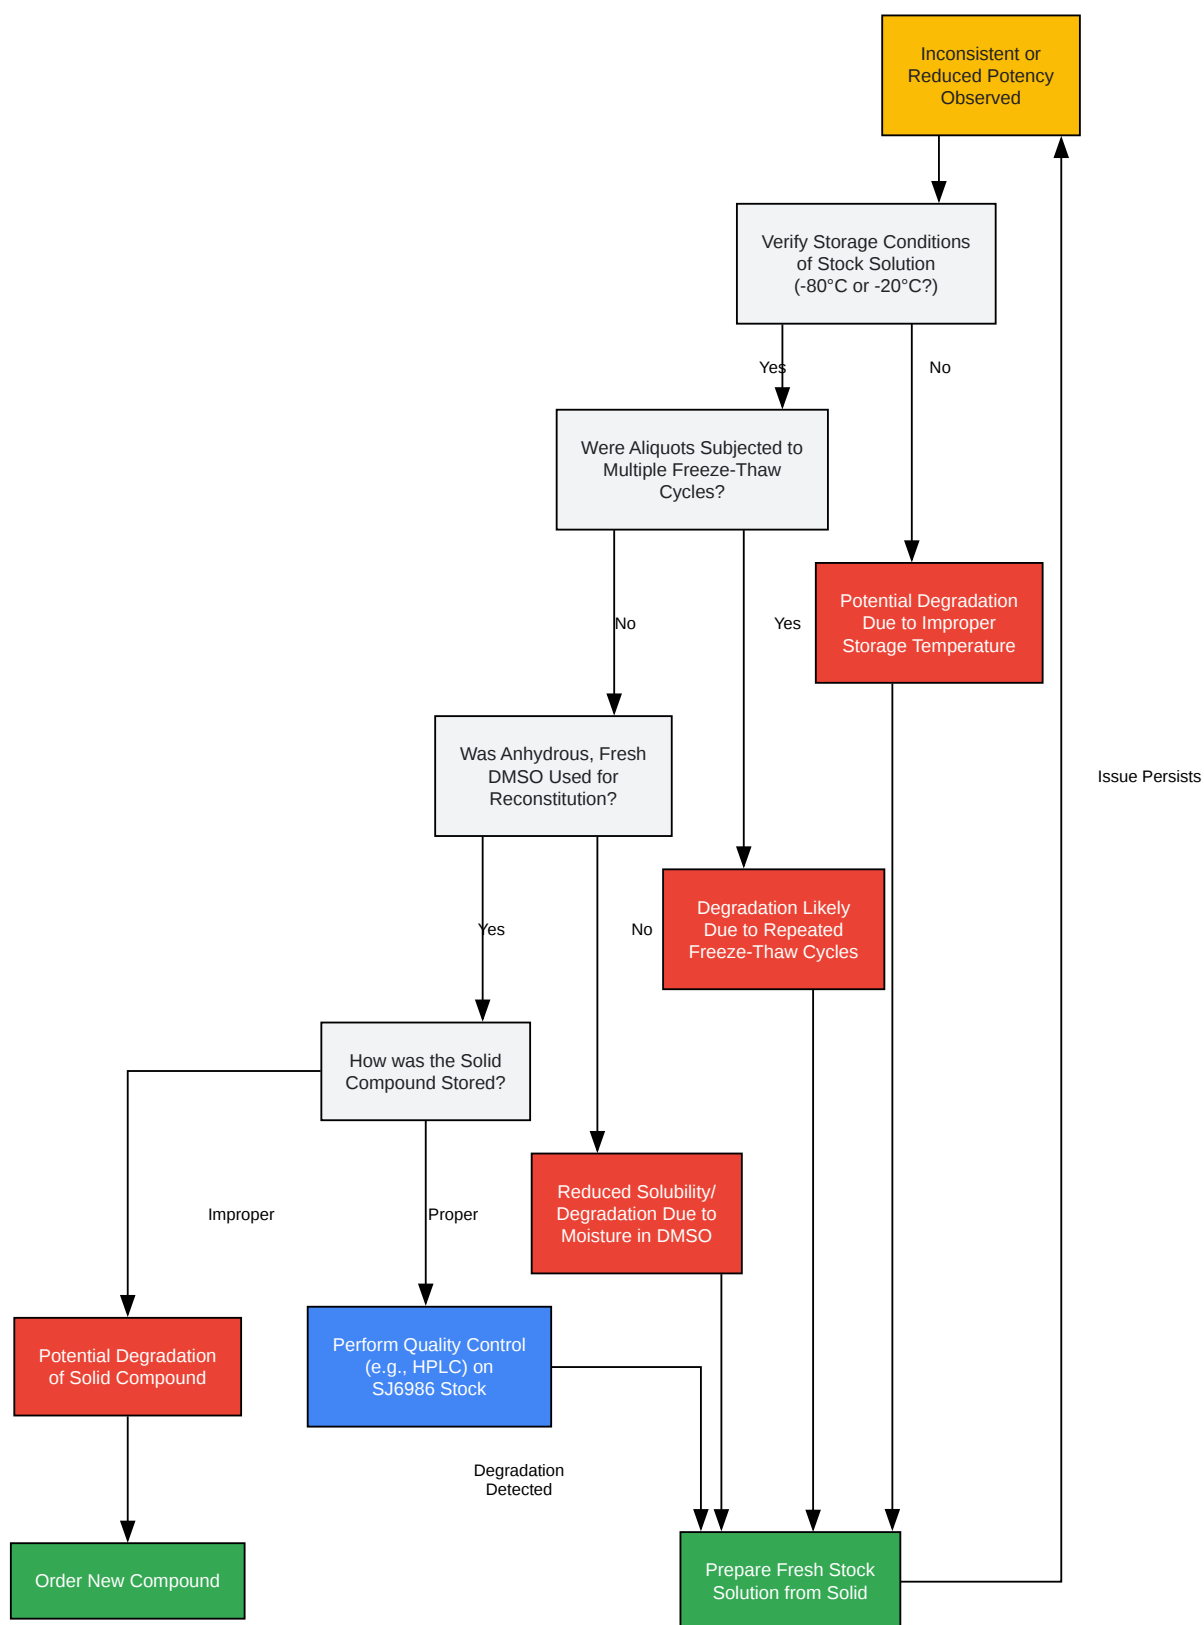 Inconsistent or
Reduced Potency
Observed
Verify Storage Conditions
of Stock Solution
(-80°C or -20°C?)
Yes
No
Were Aliquots Subjected to
Multiple Freeze-Thaw
Cycles?
Potential Degradation
Due to Improper
Storage Temperature
No
Yes
Was Anhydrous, Fresh
DMSO Used for
Reconstitution?
Issue Persists
Degradation Likely
Due to Repeated
Freeze-Thaw Cycles
Yes
No
How was the Solid
Compound Stored?
Reduced Solubility/
Degradation Due to
Moisture in DMSO
Improper
Proper
Potential Degradation
of Solid Compound
Perform Quality Control
(e.g., HPLC) on
SJ6986 Stock
Degradation
Detected
Order New Compound
Prepare Fresh Stock
Solution from Solid